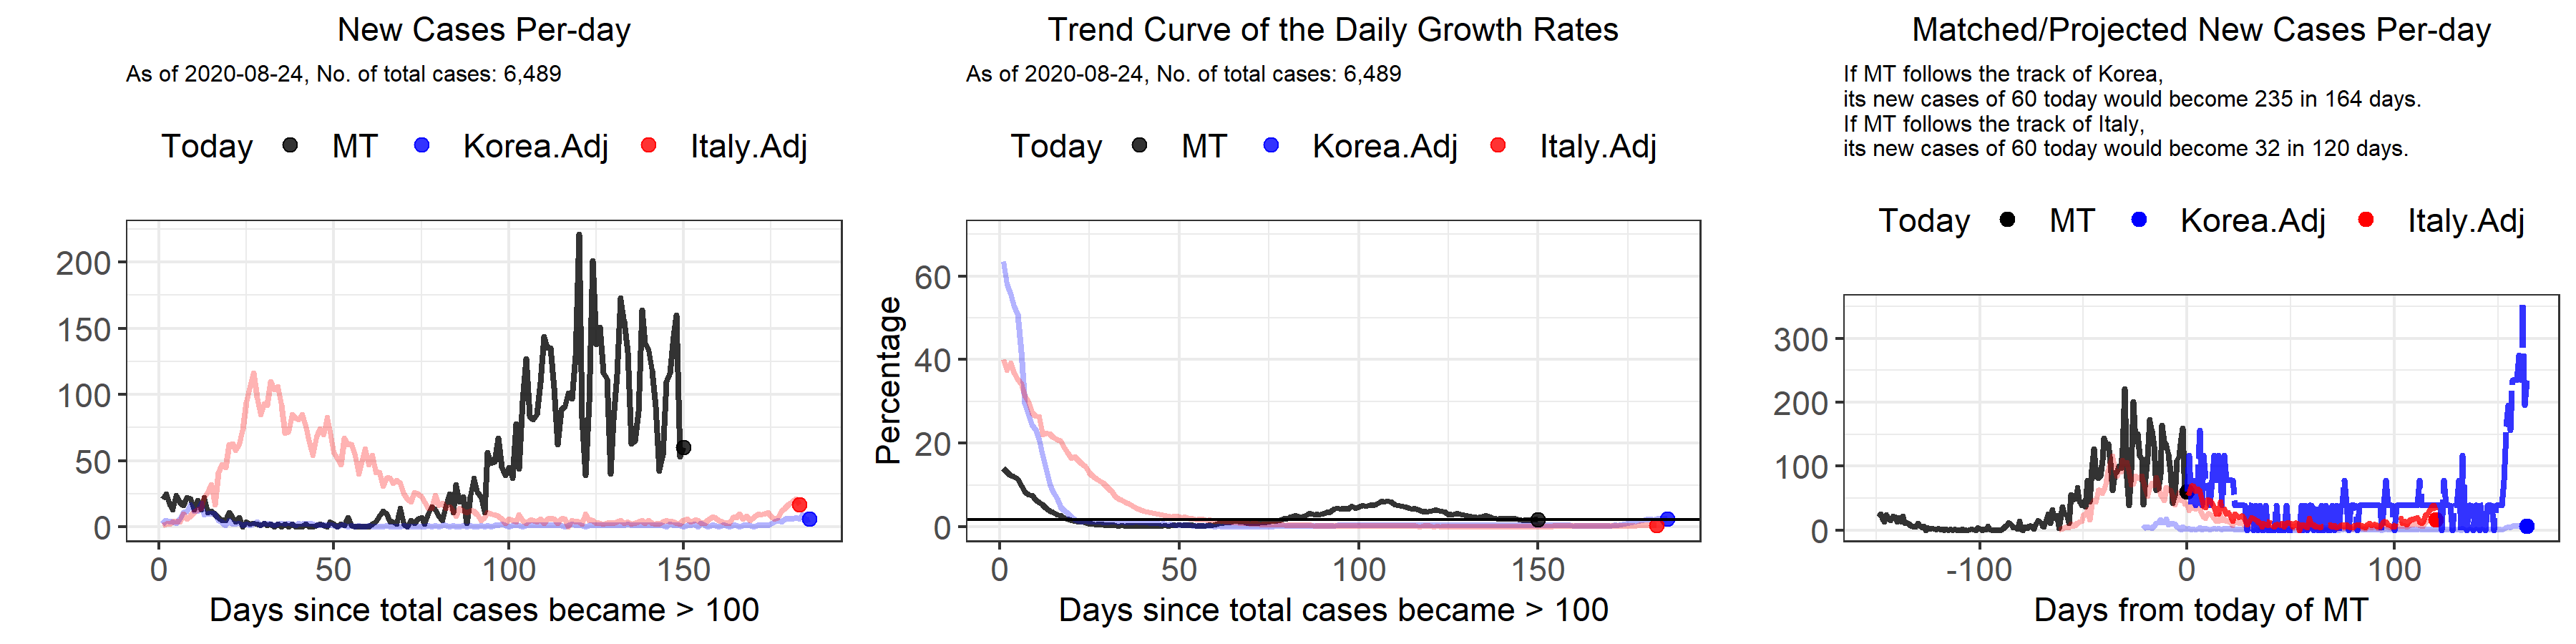 New Cases Per-day
As of 2020-08-24, No. of total cases: 6,489
Today MT Korea.Adj Italy.Adj
200
150
100
50
0
0 50 100 150
Days since total cases became > 100
Trend Curve of the Daily Growth Rates
As of 2020-08-24, No. of total cases: 6,489
Today MT Korea.Adj Italy.Adj
Percentage
60
40
20
0
0 50 100 150
Days since total cases became > 100
Matched/Projected New Cases Per-day
If MT follows the track of Korea,
its new cases of 60 today would become 235 in 164 days.
If MT follows the track of Italy,
its new cases of 60 today would become 32 in 120 days.
Today MT Korea.Adj Italy.Adj
300
200
100
0
-100 0 100
Days from today of MT